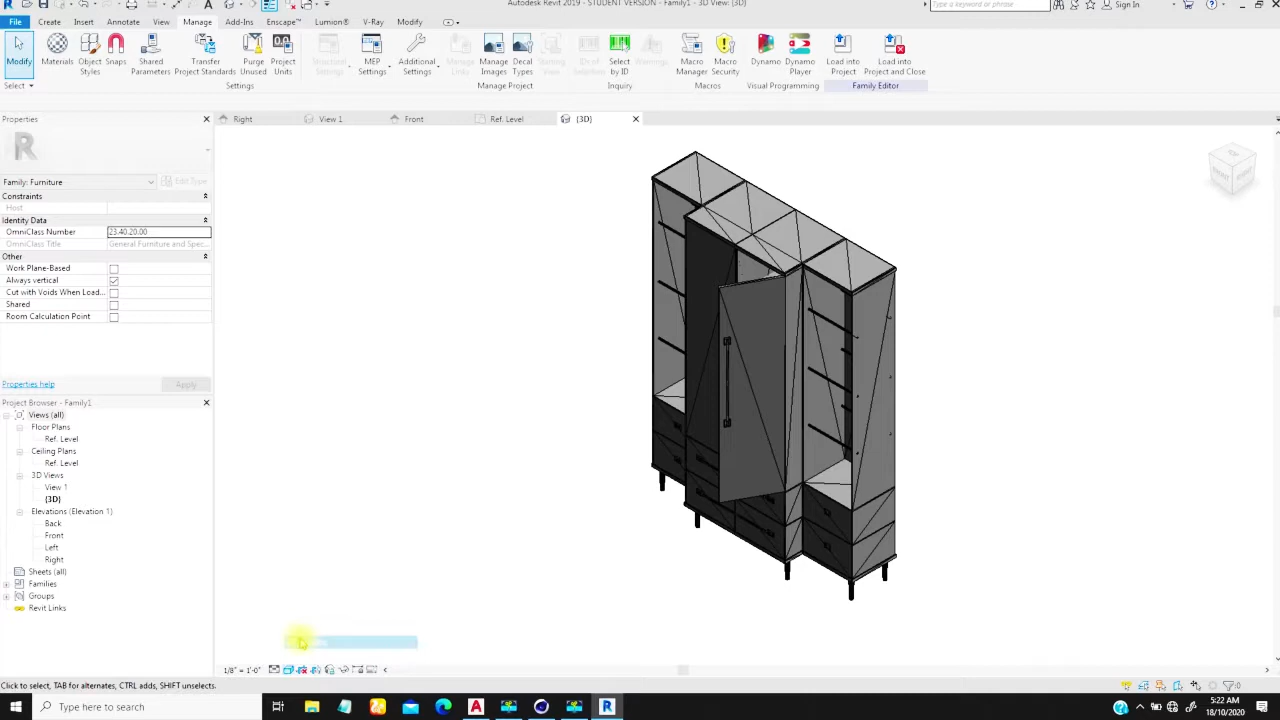 Autodesk Revit 2019 - STUDENT VERSION - Family1 - 3D View: {3D}
Type a keyword or phrase
Sign In
File
Create
Insert
Annotate
View
Manage
Add-Ins
Enscape
Lumion®
V-Ray
Modify
Modify
Materials
Object Styles
Snaps
Shared Parameters
Transfer Project Standards
Purge Unused
Project Units
Structural Settings
MEP Settings
Additional Settings
Manage Links
Manage Images
Decal Types
Starting View
IDs of Selection
Select by ID
Warnings
Macro Manager
Macro Security
Dynamo
Dynamo Player
Load into Project
Load into Project and Close
Select
Settings
Manage Project
Inquiry
Macros
Visual Programming
Family Editor
Properties
Right
View 1
Front
Ref. Level
{3D}
R
Family: Furniture
Edit Type
Constraints
Host
Identity Data
OmniClass Number 23.40.20.00
OmniClass Title General Furniture and Spec...
Other
Work Plane-Based
Always vertical
Cut with Voids When Load...
Shared
Room Calculation Point
Properties help
Apply
Project Browser - Family1
Views (all)
Floor Plans
Ref. Level
Ceiling Plans
Ref. Level
3D Views
View 1
{3D}
Elevations (Elevation 1)
Back
Front
Left
Right
Sheets (all)
Families
Groups
Revit Links
TOP
FRONT
1/8" = 1'-0"
Click to select, TAB for alternates, CTRL adds, SHIFT unselects.
:0
Type here to search
5:22 AM
18/10/2020